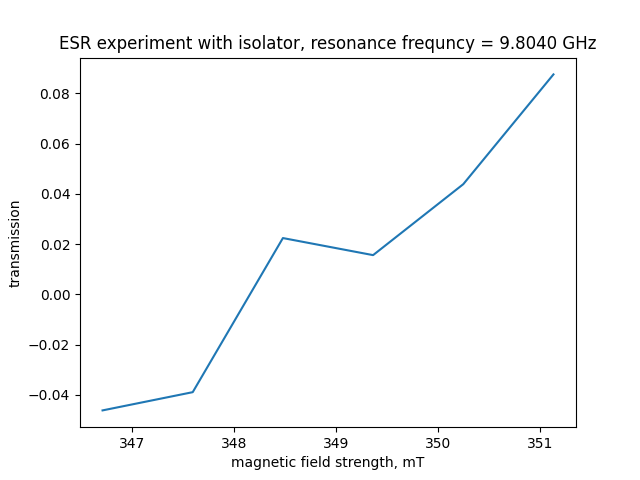 ESR experiment with isolator, resonance frequncy = 9.8040 GHz
0.08
0.06
0.04
0.02
0.00
−0.02
−0.04
transmission
347 348 349 350 351
magnetic field strength, mT